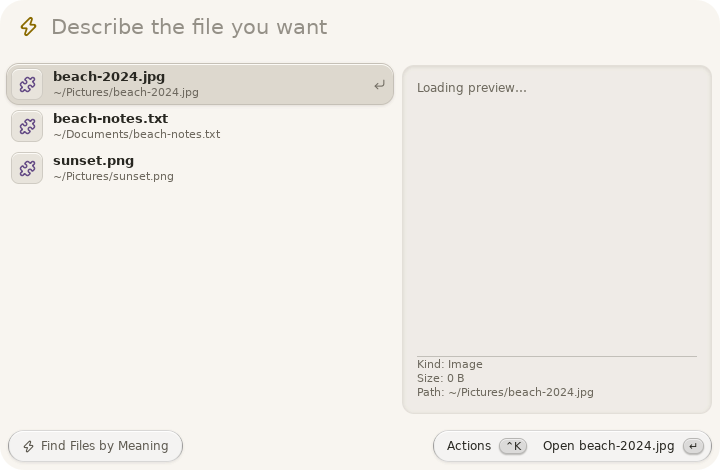 Describe the file you want
beach-2024.jpg
~/Pictures/beach-2024.jpg
beach-notes.txt
~/Documents/beach-notes.txt
sunset.png
~/Pictures/sunset.png
Loading preview...
Kind: Image
Size: 0 B
Path: ~/Pictures/beach-2024.jpg
Find Files by Meaning
Actions ^K Open beach-2024.jpg ↵